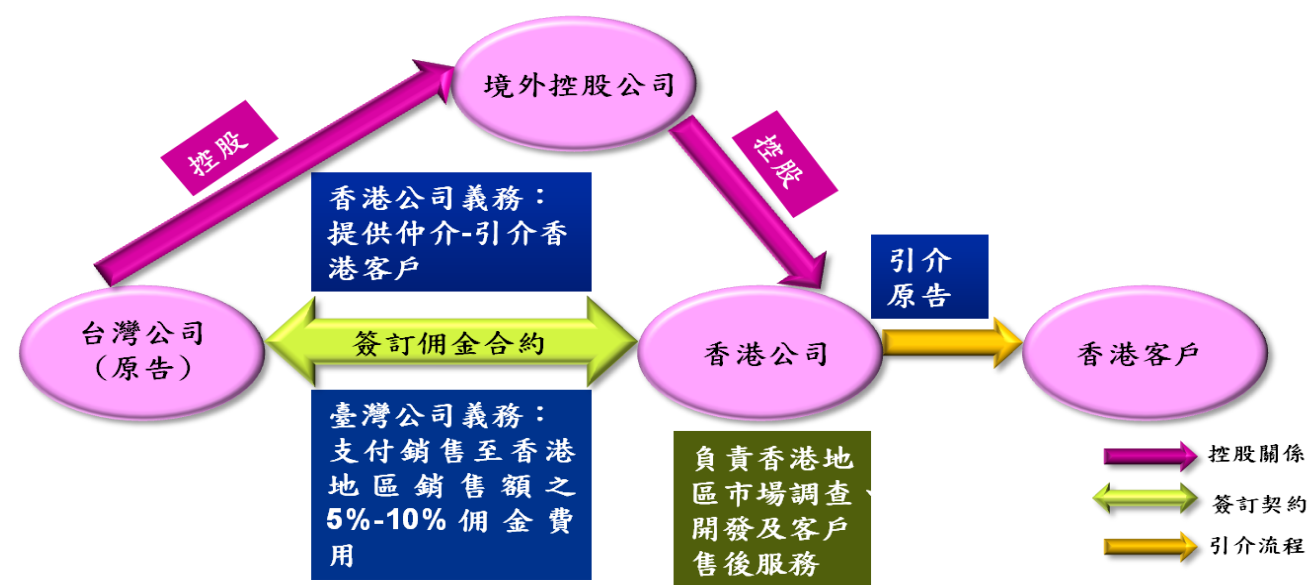 境外控股公司
控股
控股
香港公司義務：
提供仲介-引介香
港客戶
引介
原告
台灣公司
（原告）
簽訂佣金合約
香港公司
香港客戶
臺灣公司義務：
支付銷售至香港
地區銷售額之
5%-10%佣金費
用
負責香港地
區市場調查、
開發及客戶
售後服務
控股關係
簽訂契約
引介流程